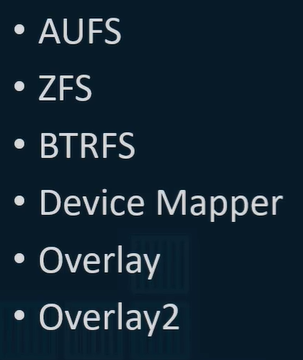 • AUFS
• ZFS
• BTRFS
• Device Mapper
• Overlay
• Overlay2